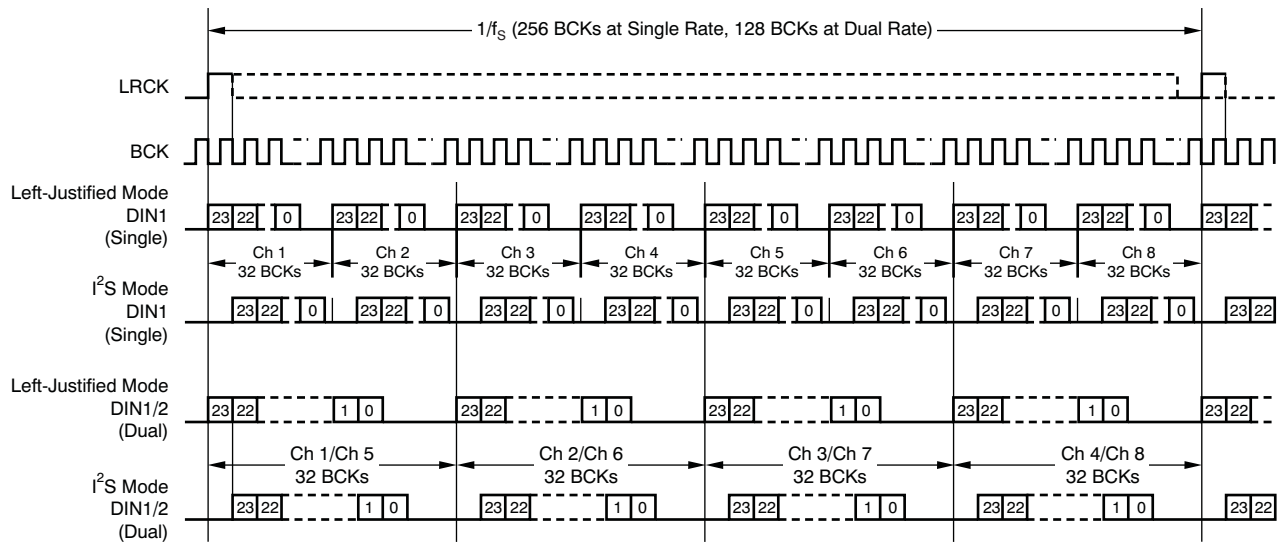 1/fS (256 BCKs at Single Rate, 128 BCKs at Dual Rate)
LRCK
BCK
Left-Justified Mode
DIN1
(Single)
23 22 0 23 22 0 23 22 0 23 22 0 23 22 0 23 22 0 23 22 0 23 22 0 23 22
Ch 1 Ch 2 Ch 3 Ch 4 Ch 5 Ch 6 Ch 7 Ch 8
32 BCKs 32 BCKs 32 BCKs 32 BCKs 32 BCKs 32 BCKs 32 BCKs 32 BCKs
I²S Mode
DIN1
(Single)
23 22 0 23 22 0 23 22 0 23 22 0 23 22 0 23 22 0 23 22 0 23 22 0 23 22
Left-Justified Mode
DIN1/2
(Dual)
23 22 1 0 23 22 1 0 23 22 1 0 23 22 1 0 23 22
Ch 1/Ch 5 Ch 2/Ch 6 Ch 3/Ch 7 Ch 4/Ch 8
32 BCKs 32 BCKs 32 BCKs 32 BCKs
I²S Mode
DIN1/2
(Dual)
23 22 1 0 23 22 1 0 23 22 1 0 23 22 1 0 23 22